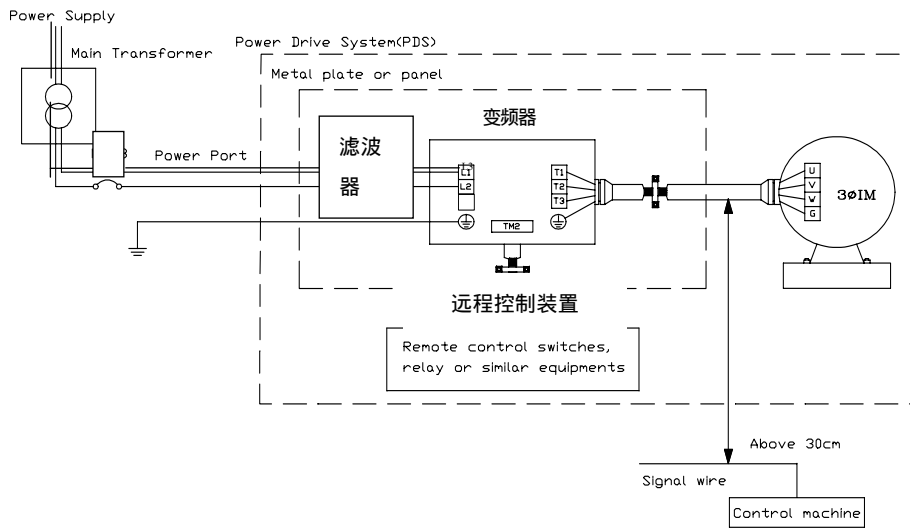 Power Supply
Main Transformer
Power Drive System(PDS)
Metal plate or panel
变频器
滤波
器
Power Port
L1
L2
T1
T2
T3
TM2
U
V
W
G
3øIM
远程控制装置
Remote control switches,
relay or similar equipments
Above 30cm
Signal wire
Control machine